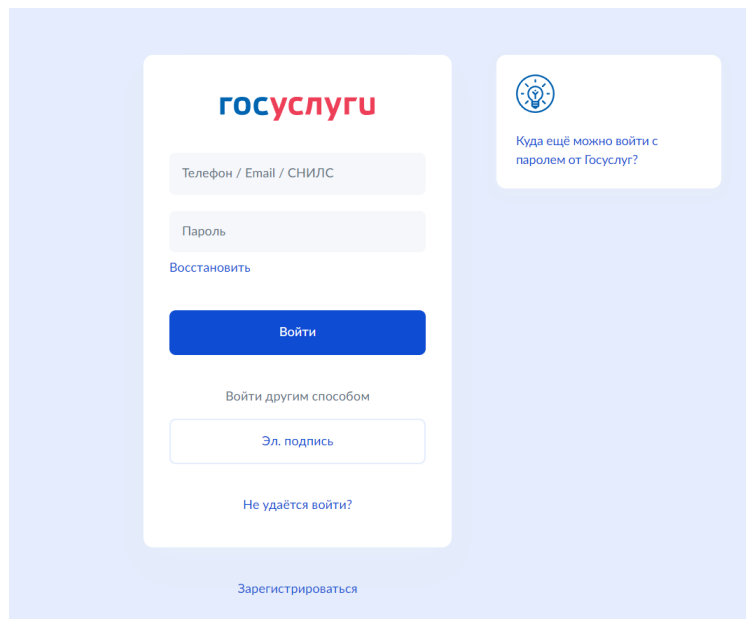 госуслуги
Телефон / Email / СНИЛС
Пароль
Восстановить
Войти
Войти другим способом
Эл. подпись
Не удаётся войти?
Зарегистрироваться
Куда ещё можно войти с
паролем от Госуслуг?